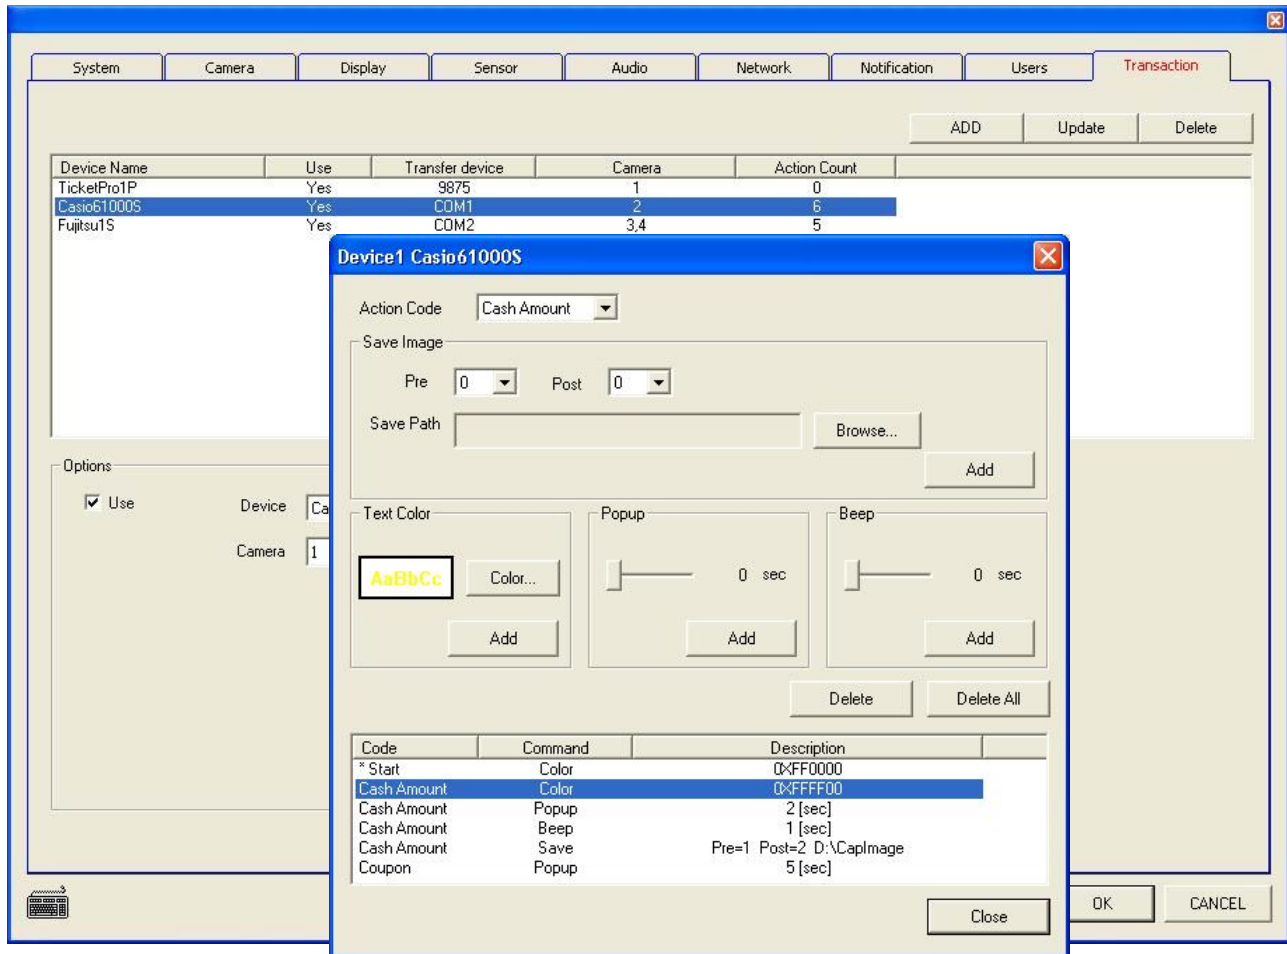 System Camera Display Sensor Audio Network Notification Users Transaction
ADD Update Delete
Device Name Use Transfer device Camera Action Count
TicketPro1P Yes 9875 1 0
Casio61000S Yes COM1 2 6
Fujitsu1S Yes COM2 3,4 5
Device1 Casio61000S
Action Code Cash Amount
Save Image
Pre 0 Post 0
Save Path Browse...
Add
Options
Use Device Ca
Camera 1
Text Color Popup Beep
AaBbCc Color... 0 sec 0 sec
Add Add Add
Delete Delete All
Code Command Description
* Start Color 0XFF0000
Cash Amount Color 0XFFFF00
Cash Amount Popup 2 [sec]
Cash Amount Beep 1 [sec]
Cash Amount Save Pre=1 Post=2 D:\CapImage
Coupon Popup 5 [sec]
Close
OK CANCEL